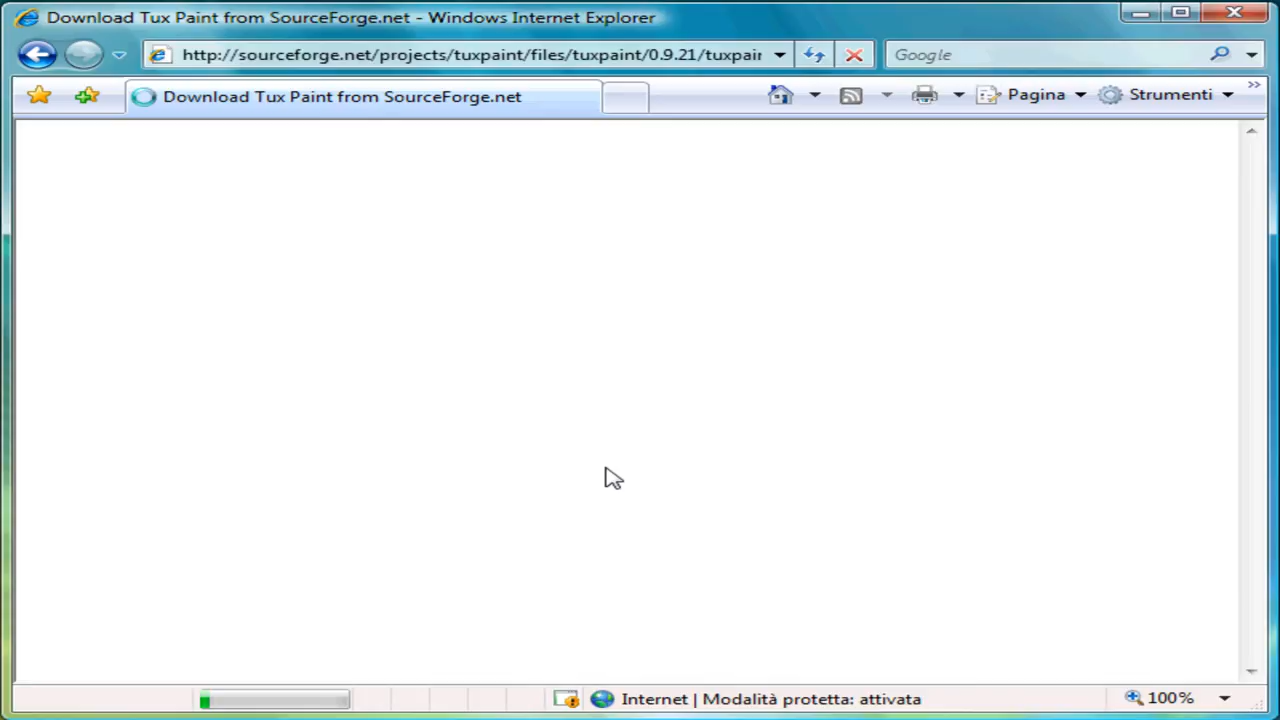 Download Tux Paint from SourceForge.net - Windows Internet Explorer
http://sourceforge.net/projects/tuxpaint/files/tuxpaint/0.9.21/tuxpair
Google
Download Tux Paint from SourceForge.net
Pagina
Strumenti
Internet | Modalità protetta: attivata
100%